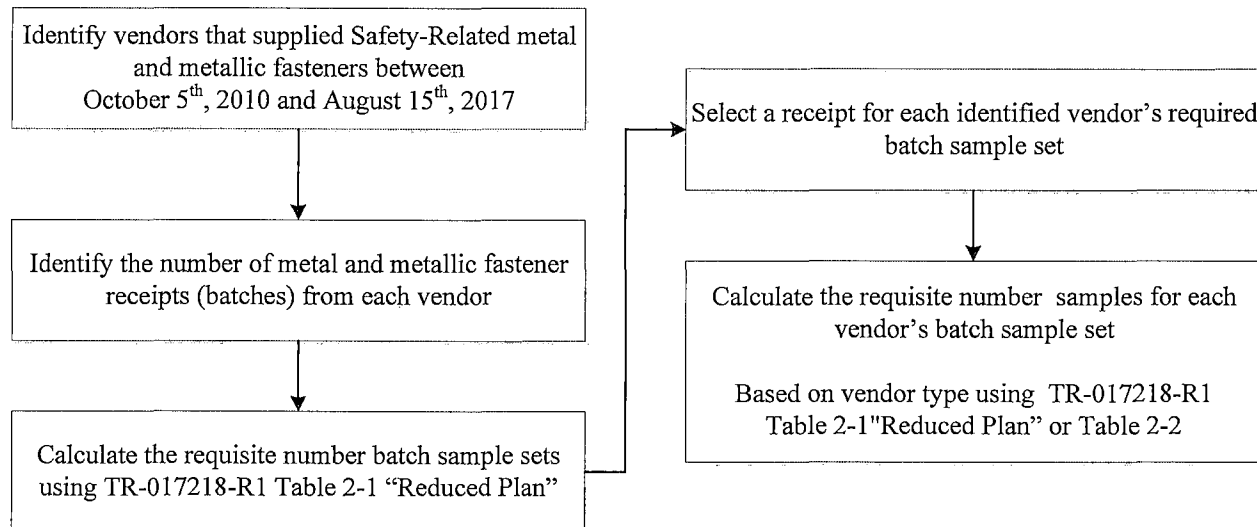 Identify vendors that supplied Safety-Related metal
and metallic fasteners between
October 5th, 2010 and August 15th, 2017
Identify the number of metal and metallic fastener
receipts (batches) from each vendor
Calculate the requisite number batch sample sets
using TR-017218-R1 Table 2-1 “Reduced Plan”
Select a receipt for each identified vendor’s required
batch sample set
Calculate the requisite number samples for each
vendor’s batch sample set
Based on vendor type using TR-017218-R1
Table 2-1"Reduced Plan” or Table 2-2